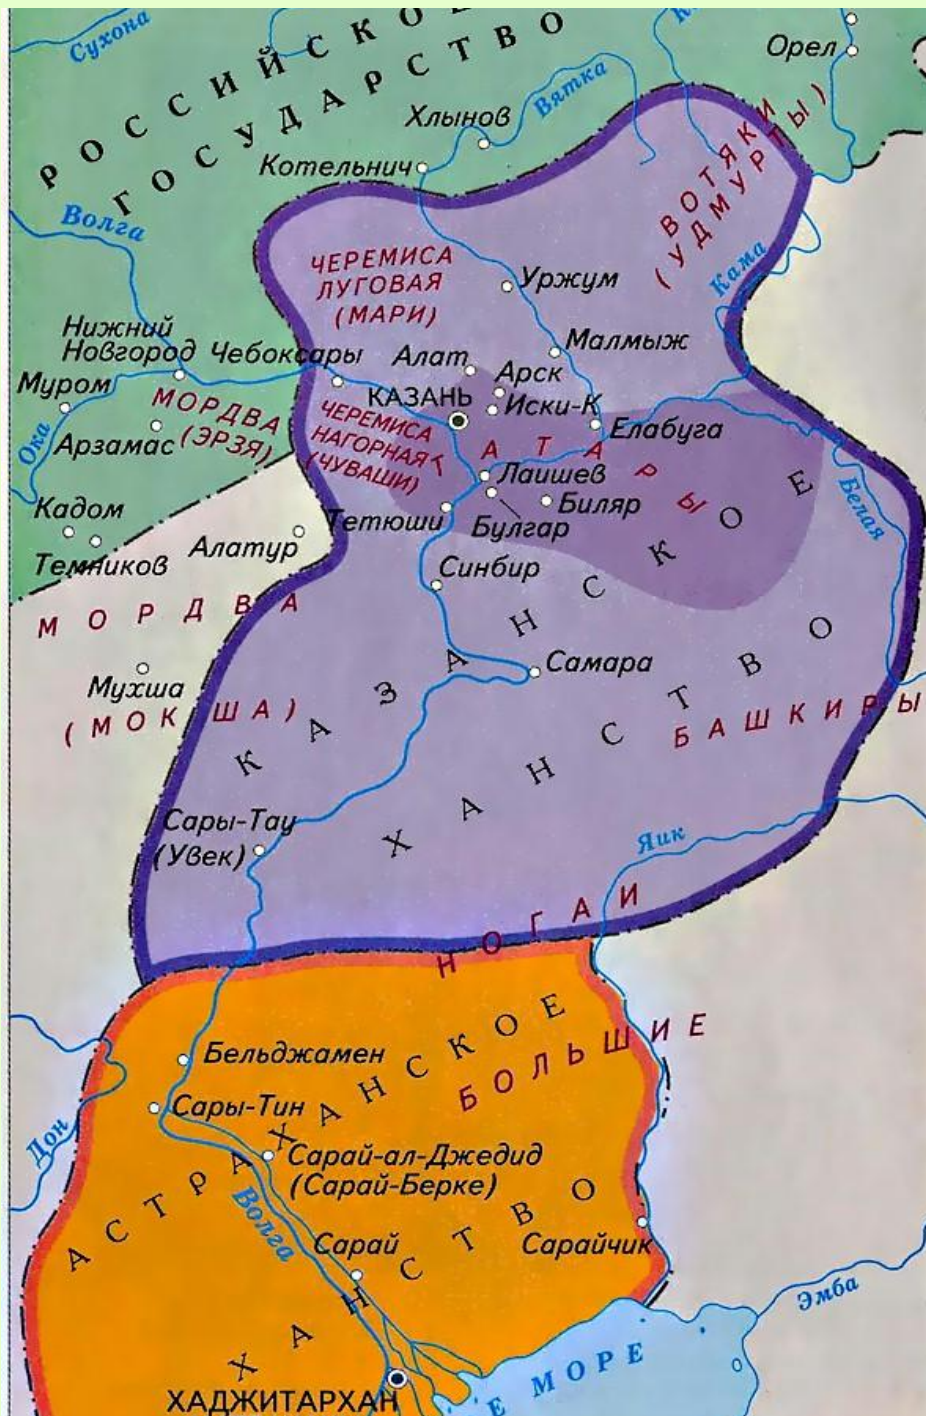 Сухона
РОССИЙСКОЕ
ГОСУДАРСТВО
Орел
Вятка
Хлынов
Котельнич
Волга
ВОТЯКИ
(УДМУРТЫ)
Кама
ЧЕРЕМИСА
ЛУГОВАЯ
(МАРИ)
Уржум
Нижний
Новгород
Чебоксары
Малмыж
Алат
Арск
Муром
КАЗАНЬ
Иски-К
МОРДВА
(ЭРЗЯ)
ЧЕРЕМИСА
НАГОРНАЯ
(ЧУВАШИ)
Елабуга
Ока
Арзамас
ТАТАРЫ
Лаишев
Биляр
Белая
Кадом
Тетюши
Булгар
Темников
Алатур
Синбир
МОРДВА
(МОКША)
Мухша
Самара
КАЗАНСКОЕ
ХАНСТВО
БАШКИРЫ
Сары-Тау
(Увек)
Яик
НОГАИ
БОЛЬШИЕ
Бельджамен
Сары-Тин
Дон
АСТРАХАНСКОЕ
ХАНСТВО
Сарай-ал-Джедид
(Сарай-Берке)
Волга
Сарай
Сарайчик
Эмба
Е МОРЕ
ХАДЖИТАРХАН